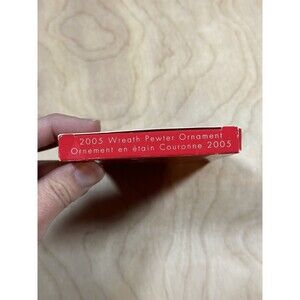 2005 Wreath Pewter Ornament
Ornement en étain Couronne 2005